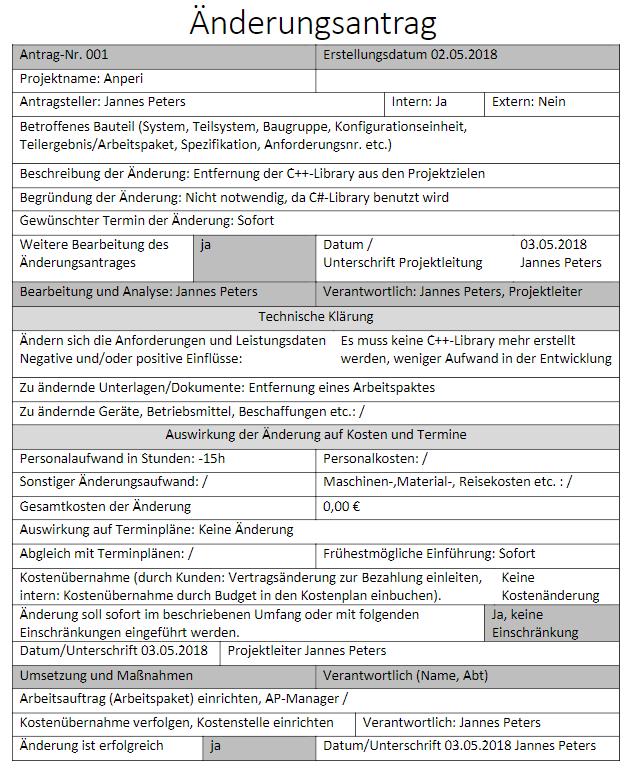 Änderungsantrag
Antrag-Nr. 001 Erstellungsdatum 02.05.2018
Projektname: Anperi
Antragsteller: Jannes Peters Intern: Ja Extern: Nein
Betroffenes Bauteil (System, Teilsystem, Baugruppe, Konfigurationseinheit,
Teilergebnis/Arbeitspaket, Spezifikation, Anforderungsnr. etc.)
Beschreibung der Änderung: Entfernung der C++-Library aus den Projektzielen
Begründung der Änderung: Nicht notwendig, da C#-Library benutzt wird
Gewünschter Termin der Änderung: Sofort
Weitere Bearbeitung des ja Datum / 03.05.2018
Änderungsantrages Unterschrift Projektleitung Jannes Peters
Bearbeitung und Analyse: Jannes Peters Verantwortlich: Jannes Peters, Projektleiter
Technische Klärung
Ändern sich die Anforderungen und Leistungsdaten Es muss keine C++-Library mehr erstellt
Negative und/oder positive Einflüsse: werden, weniger Aufwand in der Entwicklung
Zu ändernde Unterlagen/Dokumente: Entfernung eines Arbeitspaktes
Zu ändernde Geräte, Betriebsmittel, Beschaffungen etc.: /
Auswirkung der Änderung auf Kosten und Termine
Personalaufwand in Stunden: -15h Personalkosten: /
Sonstiger Änderungsaufwand: / Maschinen-,Material-, Reisekosten etc. : /
Gesamtkosten der Änderung 0,00 €
Auswirkung auf Terminpläne: Keine Änderung
Abgleich mit Terminplänen: / Frühestmögliche Einführung: Sofort
Kostenübernahme (durch Kunden: Vertragsänderung zur Bezahlung einleiten, Keine
intern: Kostenübernahme durch Budget in den Kostenplan einbuchen). Kostenänderung
Änderung soll sofort im beschriebenen Umfang oder mit folgenden Ja, keine
Einschränkungen eingeführt werden. Einschränkung
Datum/Unterschrift 03.05.2018 Projektleiter Jannes Peters
Umsetzung und Maßnahmen Verantwortlich (Name, Abt)
Arbeitsauftrag (Arbeitspaket) einrichten, AP-Manager /
Kostenübernahme verfolgen, Kostenstelle einrichten Verantwortlich: Jannes Peters
Änderung ist erfolgreich ja Datum/Unterschrift 03.05.2018 Jannes Peters